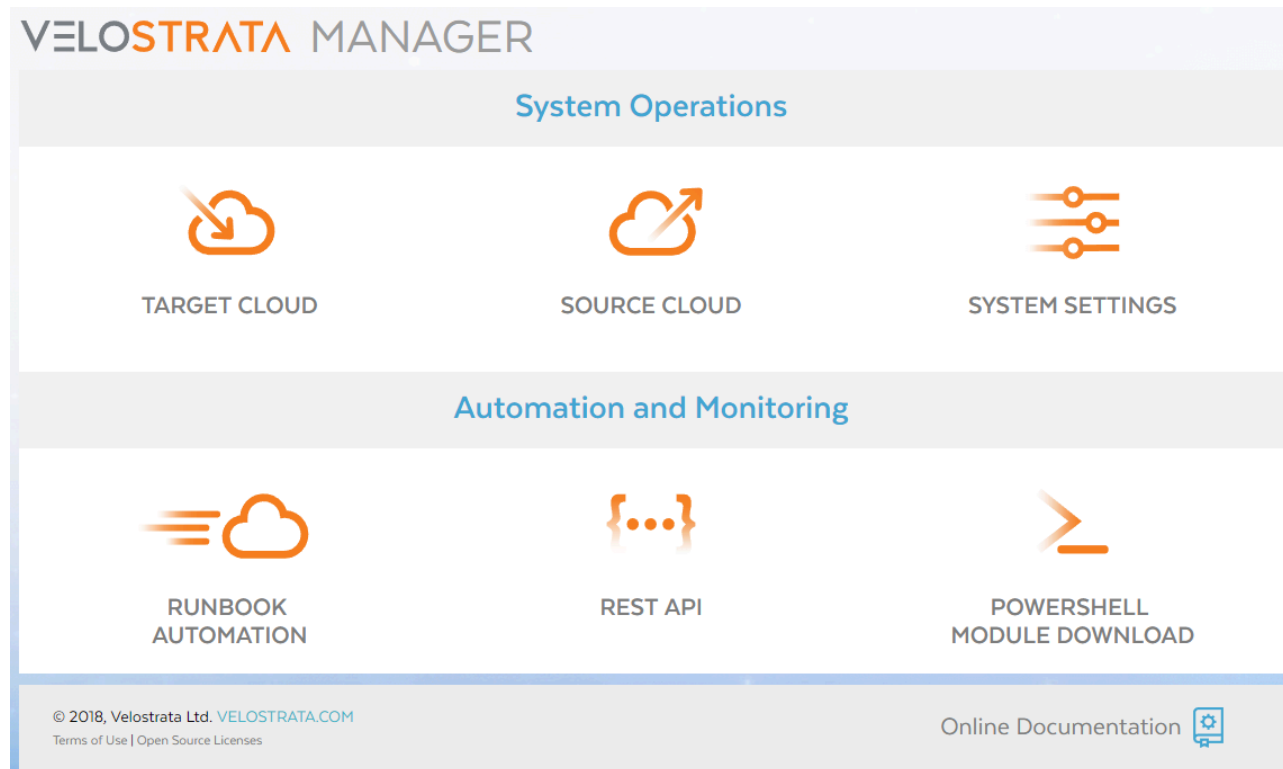 VELOSTRATA MANAGER
System Operations
TARGET CLOUD
SOURCE CLOUD
SYSTEM SETTINGS
Automation and Monitoring
RUNBOOK
AUTOMATION
REST API
POWERSHELL
MODULE DOWNLOAD
© 2018, Velostrata Ltd. VELOSTRATA.COM
Terms of Use | Open Source Licenses
Online Documentation